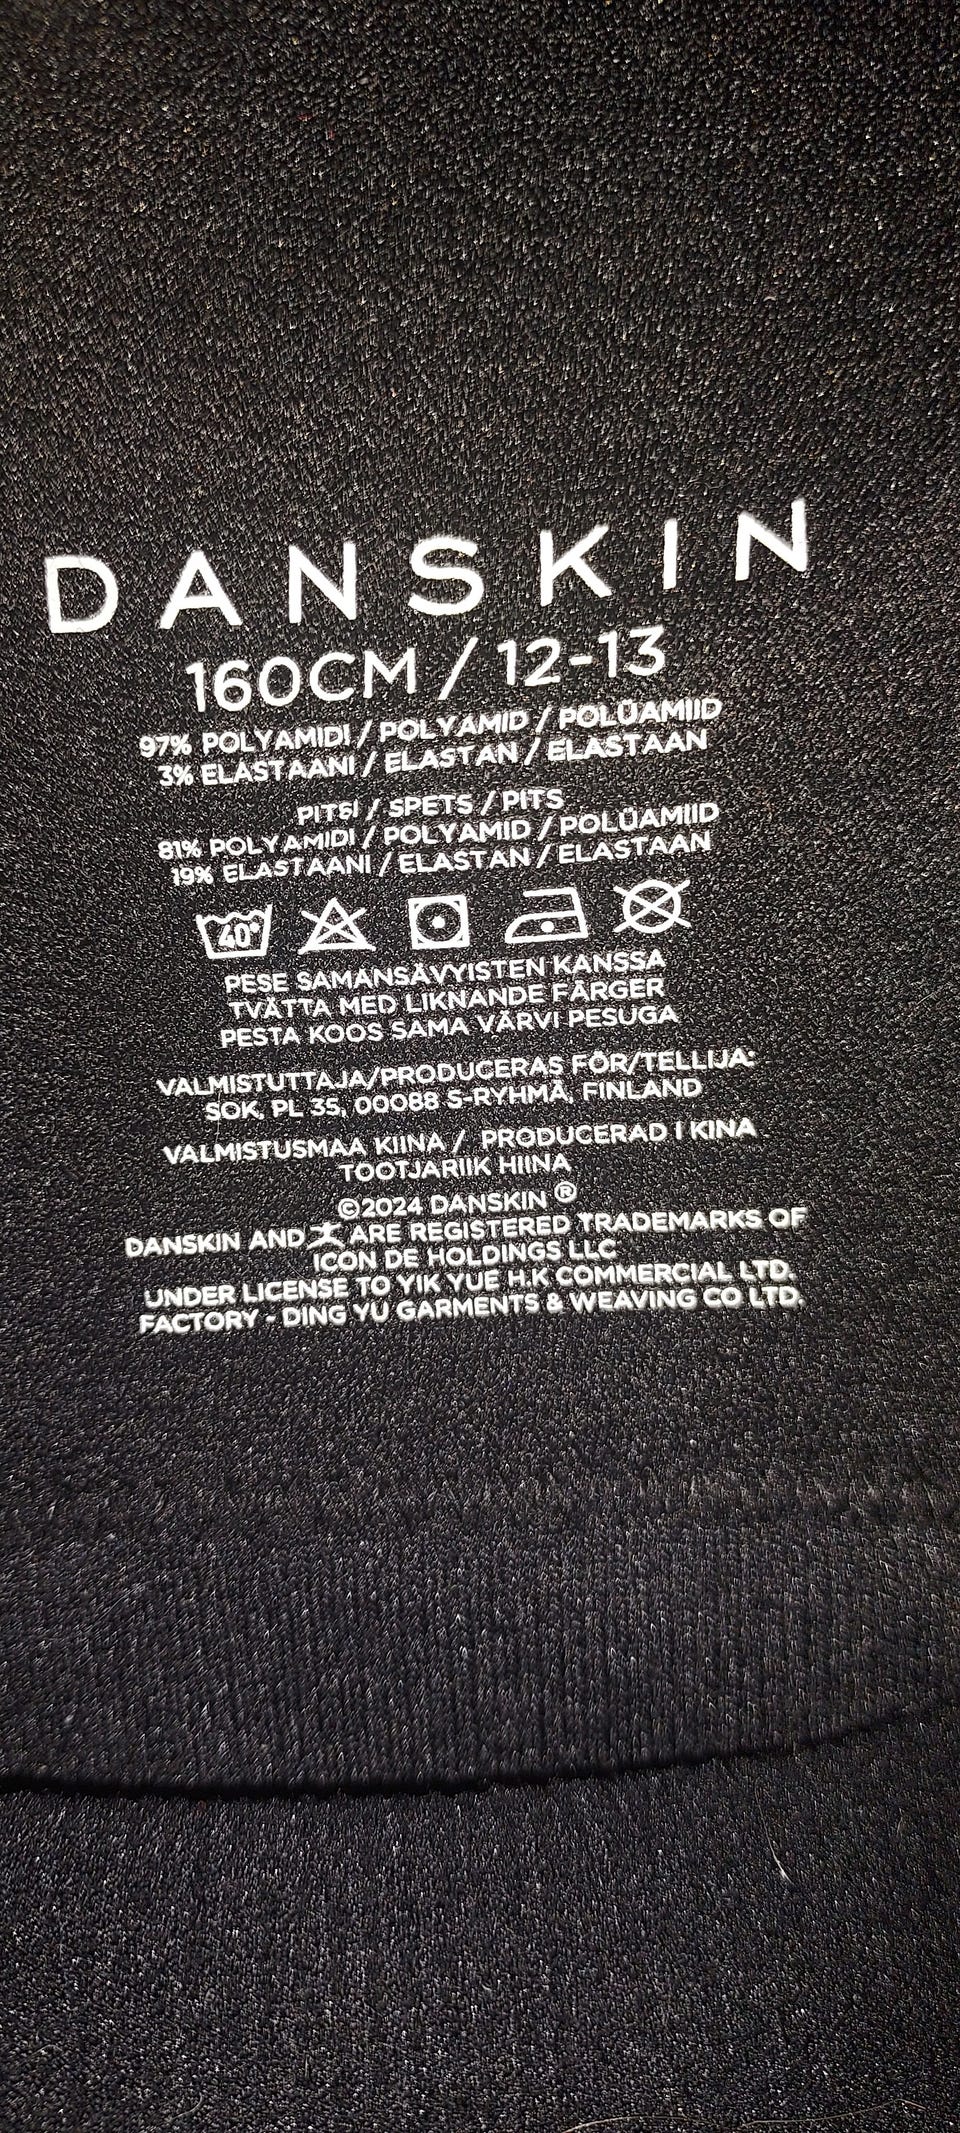 DANSKIN
160CM / 12-13
97% POLYAMIDI / POLYAMID / POLÜAMIID
3% ELASTAANI / ELASTAN / ELASTAAN
PITSI / SPETS / PITS
81% POLYAMIDI / POLYAMID / POLÜAMIID
19% ELASTAANI / ELASTAN / ELASTAAN
40°
PESE SAMANSÄVYISTEN KANSSA
TVÄTTA MED LIKNANDE FÄRGER
PESTA KOOS SAMA VÄRVI PESUGA
VALMISTUTTAJA/PRODUCERAS FÖR/TELLIJA:
SOK, PL 35, 00088 S-RYHMÄ, FINLAND
VALMISTUSMAA KIINA / PRODUCERAD I KINA
TOOTJARIIK HIINA
©2024 DANSKIN ®
DANSKIN AND ARE REGISTERED TRADEMARKS OF
ICON DE HOLDINGS LLC
UNDER LICENSE TO YIK YUE H.K COMMERCIAL LTD.
FACTORY - DING YU GARMENTS & WEAVING CO LTD.